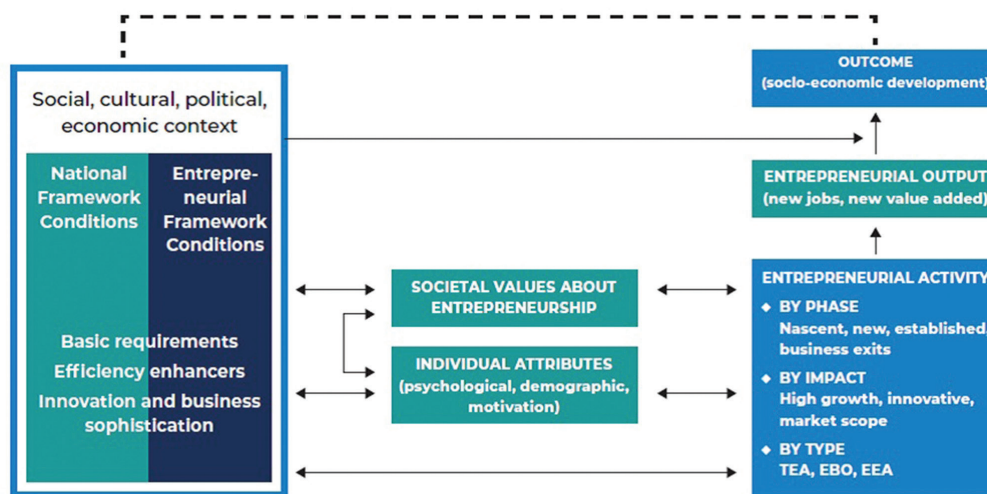 Social, cultural, political,
economic context
National
Framework
Conditions
Entrepre-
neurial
Framework
Conditions
Basic requirements
Efficiency enhancers
Innovation and business
sophistication
SOCIETAL VALUES ABOUT
ENTREPRENEURSHIP
INDIVIDUAL ATTRIBUTES
(psychological, demographic,
motivation)
OUTCOME
(socio-economic development)
ENTREPRENEURIAL OUTPUT
(new jobs, new value added)
ENTREPRENEURIAL ACTIVITY
◆ BY PHASE
Nascent, new, established,
business exits
◆ BY IMPACT
High growth, innovative,
market scope
◆ BY TYPE
TEA, EBO, EEA